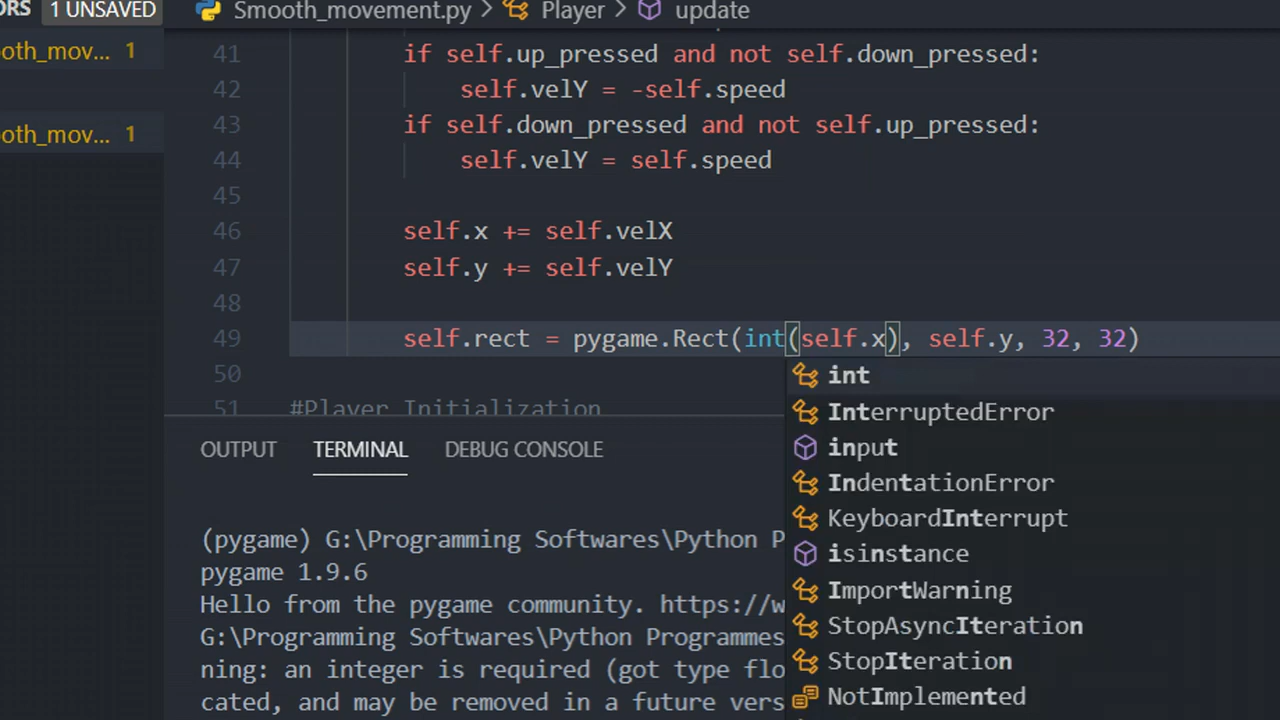 ORS 1 UNSAVED
Smooth_movement.py > Player > update
ooth_mov... 1
ooth_mov... 1
41 if self.up_pressed and not self.down_pressed:
42 self.velY = -self.speed
43 if self.down_pressed and not self.up_pressed:
44 self.velY = self.speed
45
46 self.x += self.velX
47 self.y += self.velY
48
49 self.rect = pygame.Rect(int(self.x), self.y, 32, 32)
50
51 #Player Initialization
int
InterruptedError
input
IndentationError
KeyboardInterrupt
isinstance
ImportWarning
StopAsyncIteration
StopIteration
NotImplemented
OUTPUT TERMINAL DEBUG CONSOLE
(pygame) G:\Programming Softwares\Python P
pygame 1.9.6
Hello from the pygame community. https://w
G:\Programming Softwares\Python Programmes
ning: an integer is required (got type flo
cated, and may be removed in a future vers